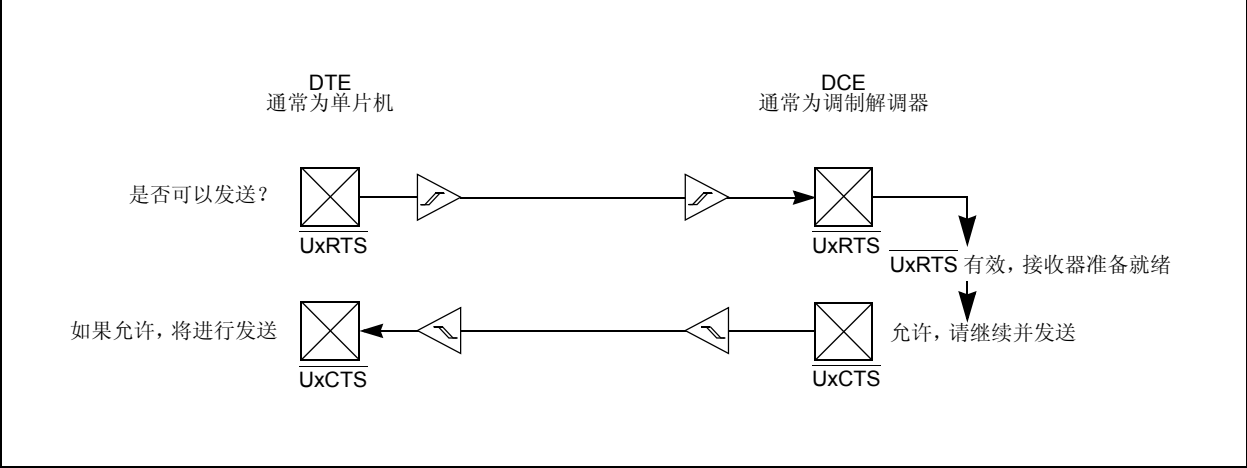 DTE
通常为单片机
DCE
通常为调制解调器
是否可以发送?
UxRTS
UxRTS
UxRTS 有效,接收器准备就绪
如果允许,将进行发送
允许,请继续并发送
UxCTS
UxCTS